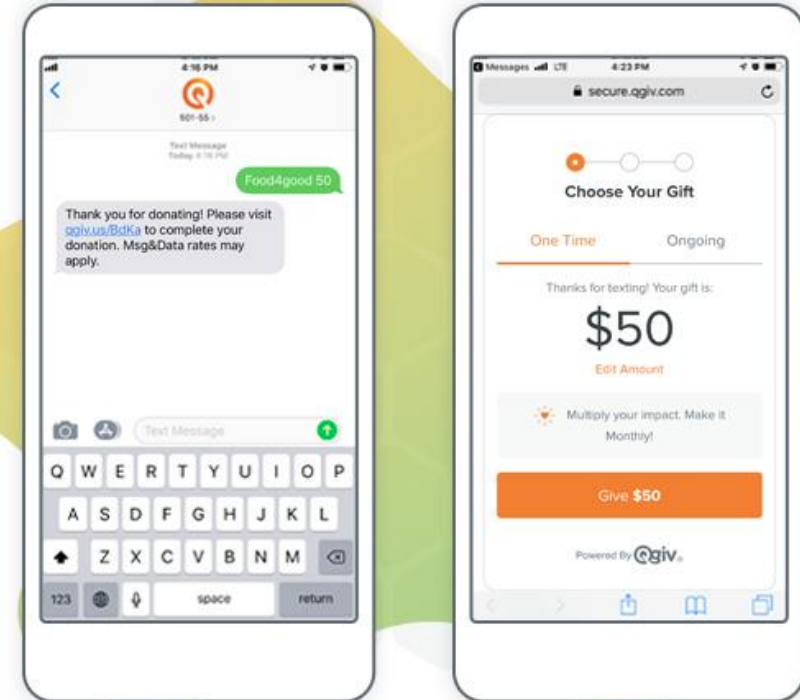 4:16 PM
501-55 >
Text Message
Today 4:16 PM
Food4good 50
Thank you for donating! Please visit
qgiv.us/BdKa to complete your
donation. Msg&Data rates may
apply.
Text Message
Q W E R T Y U I O P
A S D F G H J K L
Z X C V B N M
123 space return
Messages LTE 4:23 PM
secure.qgiv.com
Choose Your Gift
One Time Ongoing
Thanks for texting! Your gift is:
$50
Edit Amount
Multiply your impact. Make it
Monthly!
Give $50
Powered By Qgiv